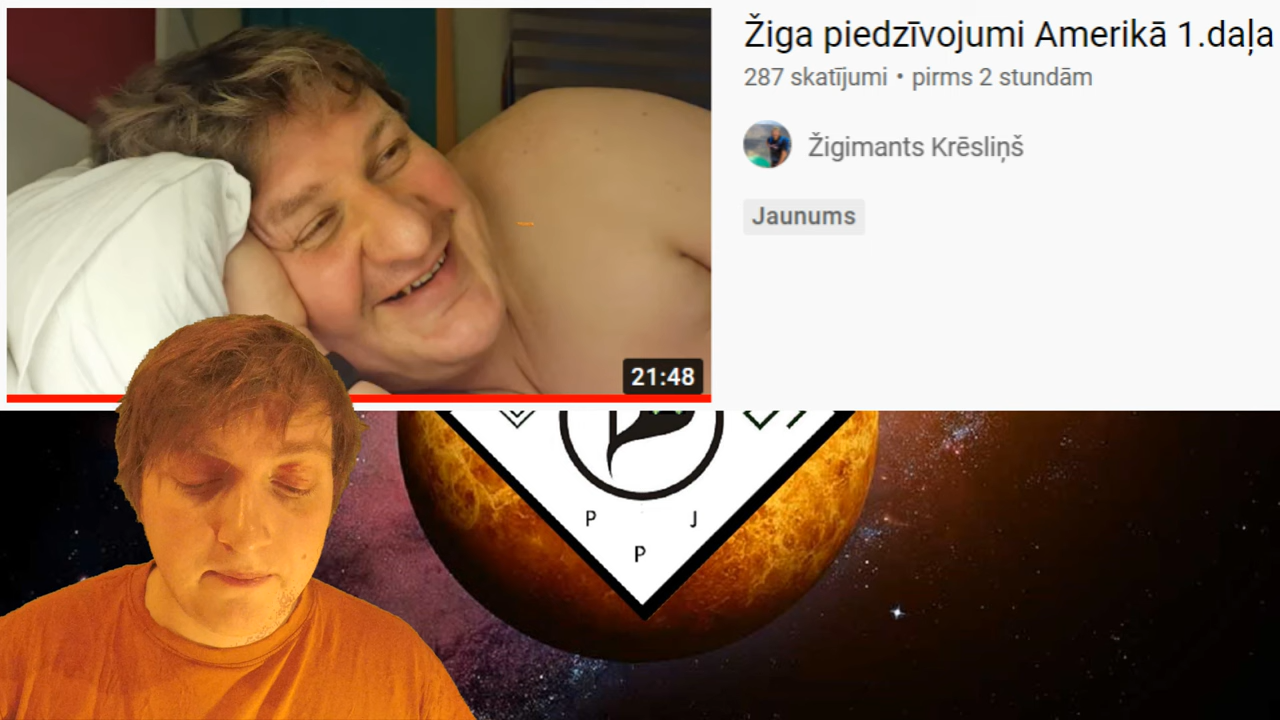 Žiga piedzīvojumi Amerikā 1.daļa
287 skatījumi • pirms 2 stundām
Žigimants Krēsliņš
Jaunums
21:48
P J
P